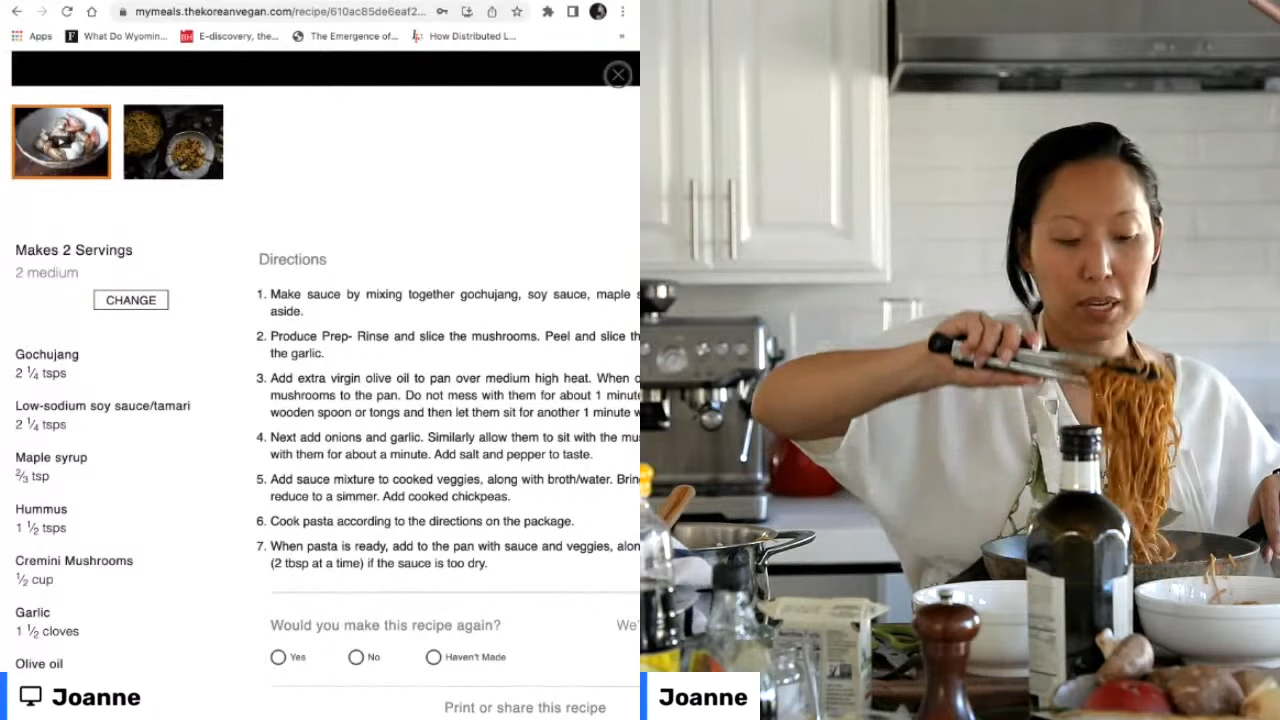 mymeals.thekoreanvegan.com/recipe/610ac85de6eaf2...
Apps
What Do Wyomin...
E-discovery, the...
The Emergence of...
How Distributed L...
Makes 2 Servings
2 medium
CHANGE
Gochujang
2 1/4 tsps
Low-sodium soy sauce/tamari
2 1/4 tsps
Maple syrup
2/3 tsp
Hummus
1 1/2 tsps
Cremini Mushrooms
1/2 cup
Garlic
1 1/2 cloves
Olive oil
Directions
1. Make sauce by mixing together gochujang, soy sauce, maple s
aside.
2. Produce Prep- Rinse and slice the mushrooms. Peel and slice th
the garlic.
3. Add extra virgin olive oil to pan over medium high heat. When o
mushrooms to the pan. Do not mess with them for about 1 minute
wooden spoon or tongs and then let them sit for another 1 minute w
4. Next add onions and garlic. Similarly allow them to sit with the mus
with them for about a minute. Add salt and pepper to taste.
5. Add sauce mixture to cooked veggies, along with broth/water. Brin
reduce to a simmer. Add cooked chickpeas.
6. Cook pasta according to the directions on the package.
7. When pasta is ready, add to the pan with sauce and veggies, alon
(2 tbsp at a time) if the sauce is too dry.
Would you make this recipe again?
We'
Yes
No
Haven't Made
Print or share this recipe
Joanne
Joanne